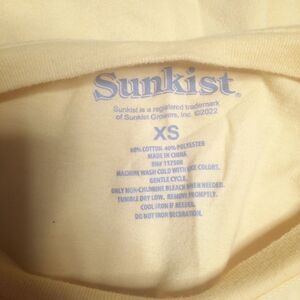 Sunkist®
Sunkist is a registered trademark
of Sunkist Growers, Inc. ©2022
XS
60% COTTON, 40% POLYESTER
MADE IN CHINA
RN#
MACHINE WASH COLD WITH LIKE COLORS,
GENTLE CYCLE,
ONLY NON-CHLORINE BLEACH WHEN NEEDED.
TUMBLE DRY LOW. REMOVE PROMPTLY.
COOL IRON IF NEEDED.
DO NOT IRON DECORATION.